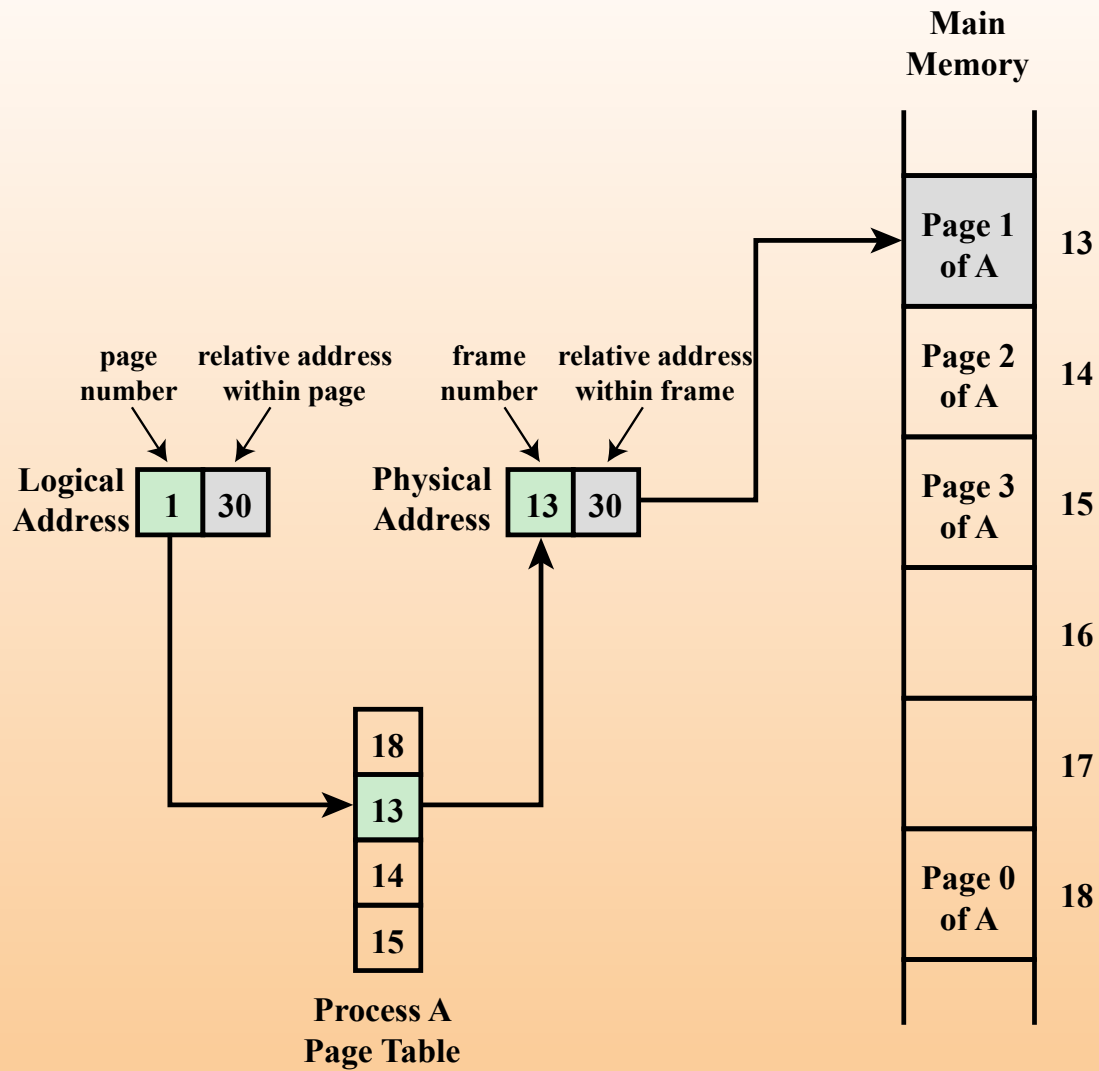 Main
Memory
Page 1
of A
13
Page 2
of A
14
Page 3
of A
15
16
17
Page 0
of A
18
page
number
relative address
within page
frame
number
relative address
within frame
Logical
Address
1
30
Physical
Address
13
30
18
13
14
15
Process A
Page Table